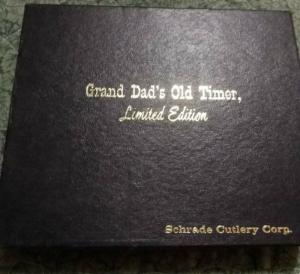 Grand Dad's Old Timer,
Limited Edition
Schrade Cutlery Corp.